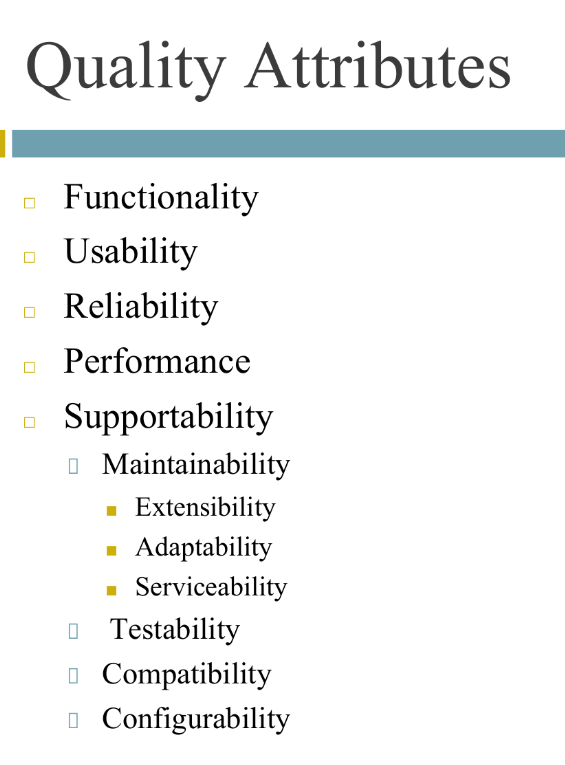 Quality Attributes
Functionality
Usability
Reliability
Performance
Supportability
Maintainability
Extensibility
Adaptability
Serviceability
Testability
Compatibility
Configurability